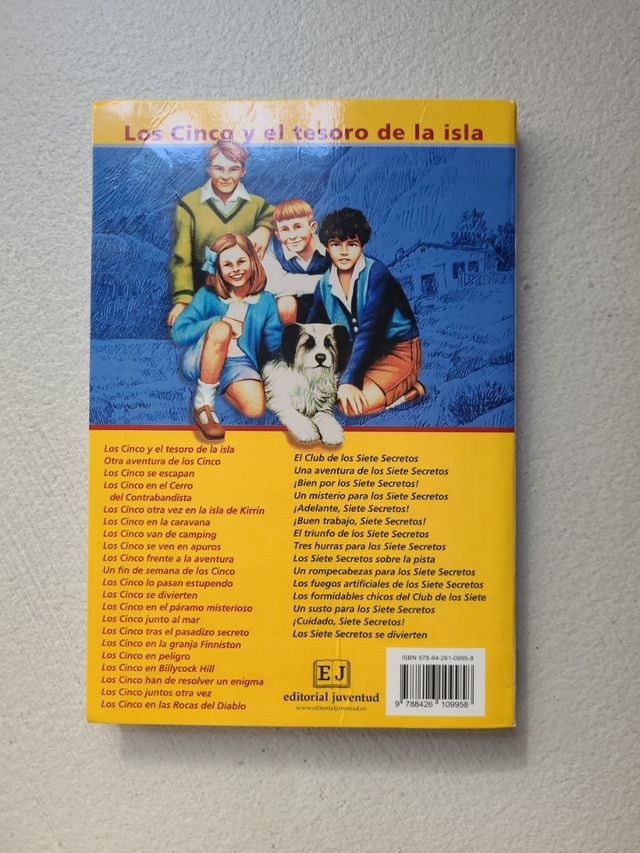 Los Cinco y el tesoro de la isla
Los Cinco y el tesoro de la isla
Otra aventura de los Cinco
Los Cinco se escapan
Los Cinco en el Cerro
del Contrabandista
Los Cinco otra vez en la isla de Kirrin
Los Cinco en la caravana
Los Cinco van de camping
Los Cinco se ven en apuros
Los Cinco frente a la aventura
Un fin de semana de los Cinco
Los Cinco lo pasan estupendo
Los Cinco se divierten
Los Cinco en el páramo misterioso
Los Cinco junto al mar
Los Cinco tras el pasadizo secreto
Los Cinco en la granja Finniston
Los Cinco en peligro
Los Cinco en Billycock Hill
Los Cinco han de resolver un enigma
Los Cinco juntos otra vez
Los Cinco en las Rocas del Diablo
El Club de los Siete Secretos
Una aventura de los Siete Secretos
¡Bien por los Siete Secretos!
Un misterio para los Siete Secretos
¡Adelante, Siete Secretos!
¡Buen trabajo, Siete Secretos!
El triunfo de los Siete Secretos
Tres hurras para los Siete Secretos
Los Siete Secretos sobre la pista
Un rompecabezas para los Siete Secretos
Los fuegos artificiales de los Siete Secretos
Los formidables chicos del Club de los Siete
Un susto para los Siete Secretos
¡Cuidado, Siete Secretos!
Los Siete Secretos se divierten
E J
editorial juventud
www.editorialjuventud.es
ISBN 978-84-261-0995-8
9 788426 109958